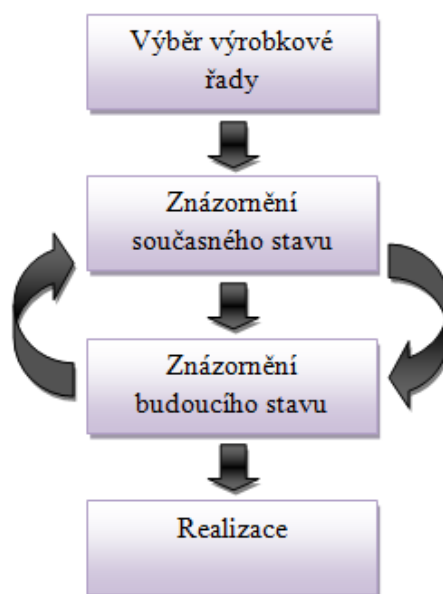 Výběr výrobkové
řady
Znázornění
současného stavu
Znázornění
budoucího stavu
Realizace